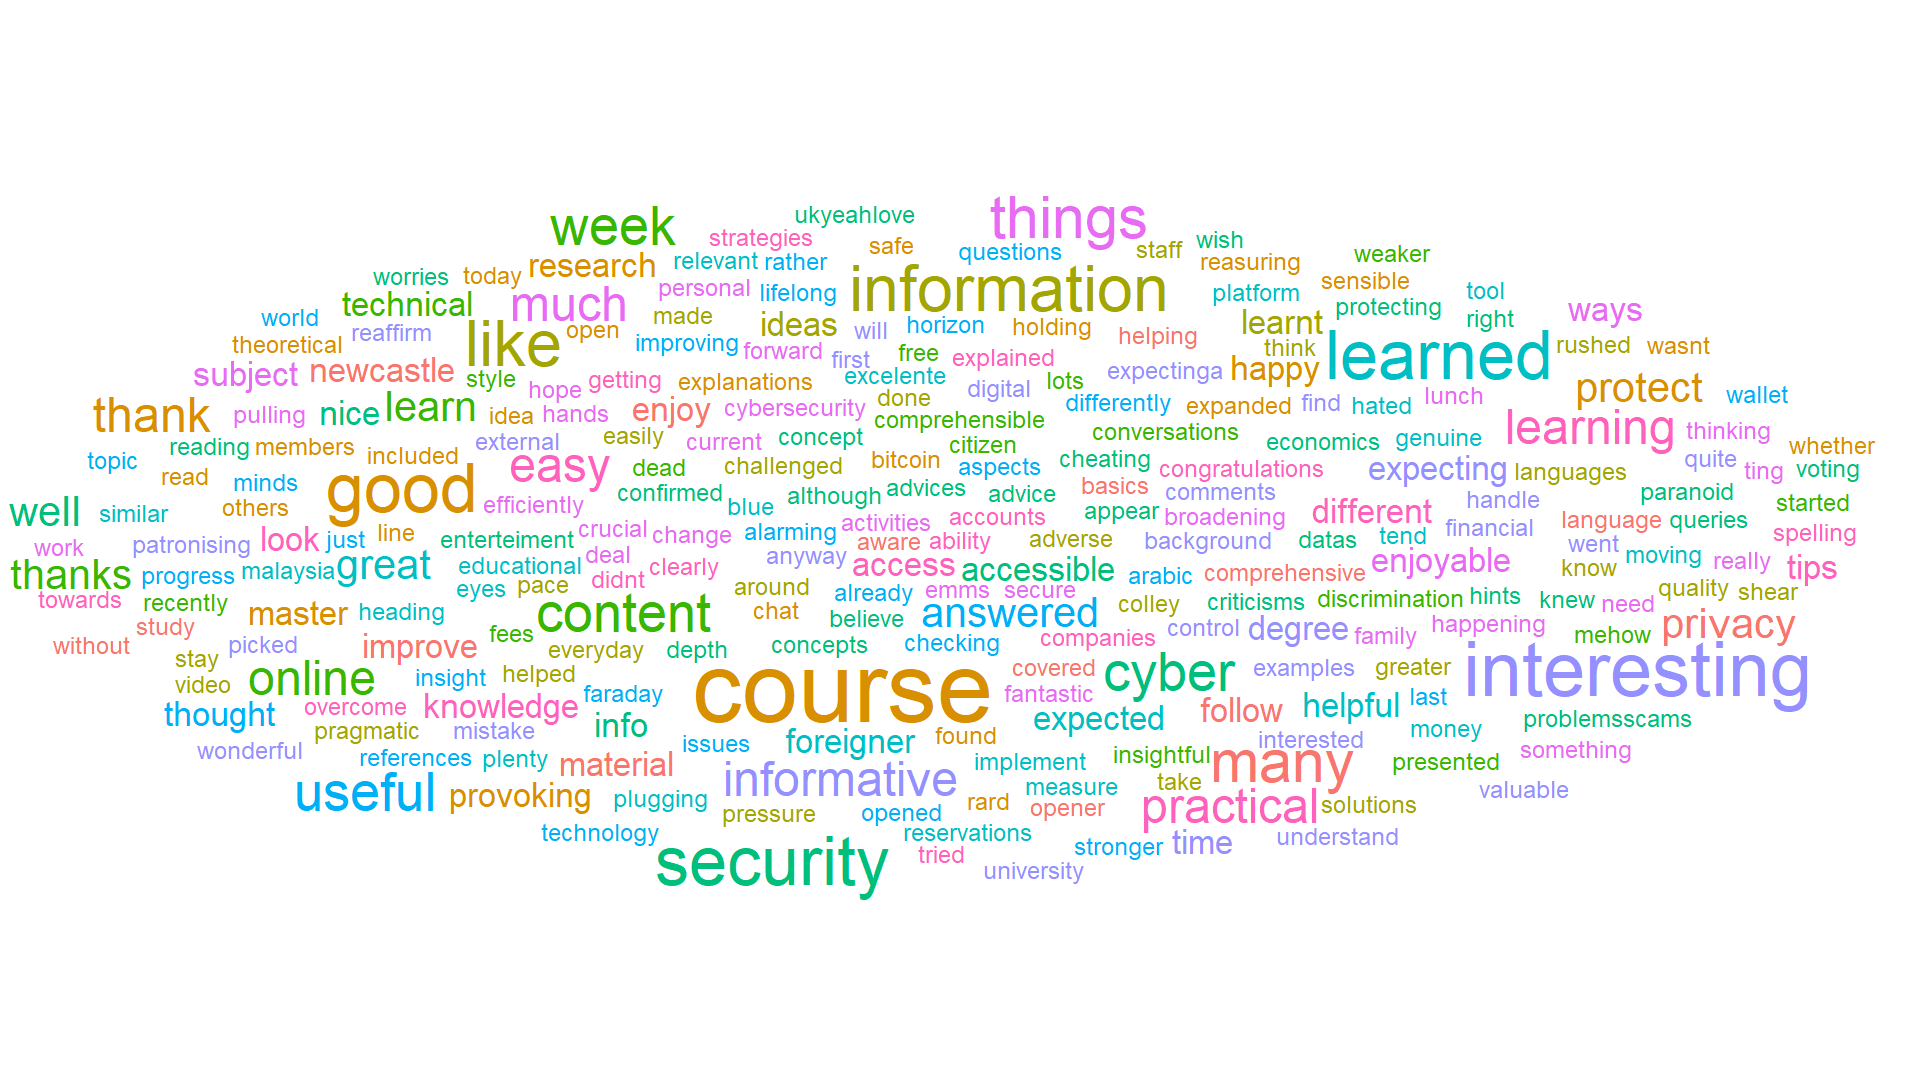 ukyeahlove things
week strategies safe questions staff wish weaker
worries today research relevant rather information reasuring sensible
technical much personal lifelong platform protecting tool ways
world reaffirm like open made ideas will horizon holding helping learnt right
theoretical improving forward first free explained think learned rushed wasnt
subject newcastle style hope getting explanations excelente digital lots expectinga happy protect wallet
thank pulling nice learn idea hands enjoy cybersecurity done comprehensible differently expanded find hated lunch learning thinking
reading members external easily current concept citizen conversations economics genuine whether
topic read included good easy dead challenged bitcoin aspects cheating congratulations expecting languages quite ting voting
minds efficiently confirmed although advices advice basics comments handle paranoid started
well similar others blue activities accounts appear broadening different financial language queries spelling
work patronising look just line enterteiment crucial change alarming aware ability adverse background datas tend went moving really
thanks progress malaysia great educational deal clearly anyway access accessible arabic comprehensive enjoyable know tips
towards recently eyes pace didnt around already emms secure colley criticisms discrimination hints knew need quality shear
study master heading content chat believe answered control degree family happening mehow privacy
without picked improve fees everyday depth concepts checking companies
stay online insight helped course covered cyber examples greater interesting
video overcome knowledge faraday fantastic follow helpful last
thought pragmatic mistake info issues foreigner found expected interested money problemsscams
wonderful references plenty material informative implement insightful many presented something
useful provoking plugging measure take practical solutions valuable
pressure opened rard opener
technology security reservations tried stronger time understand
university